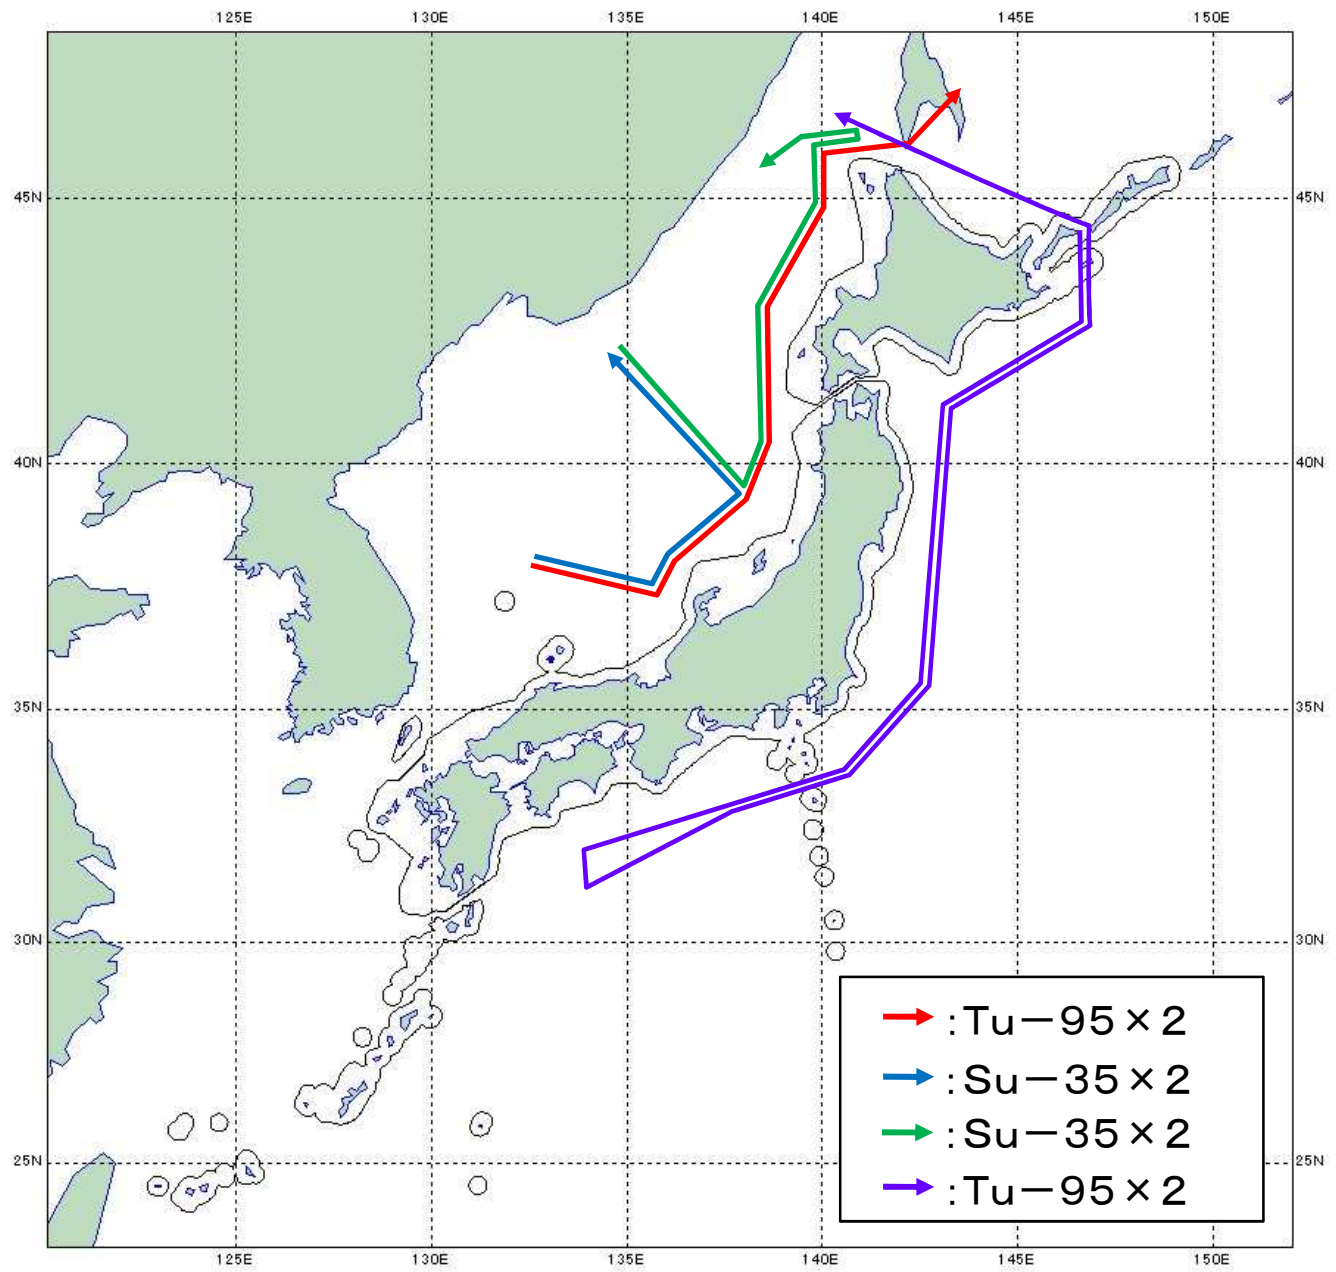 125E 130E 135E 140E 145E 150E
45N 45N
40N
35N 35N
30N 30N
:Tu－95×2
:Su－35×2
:Su－35×2
25N 25N
:Tu－95×2
125E 130E 135E 140E 145E 150E